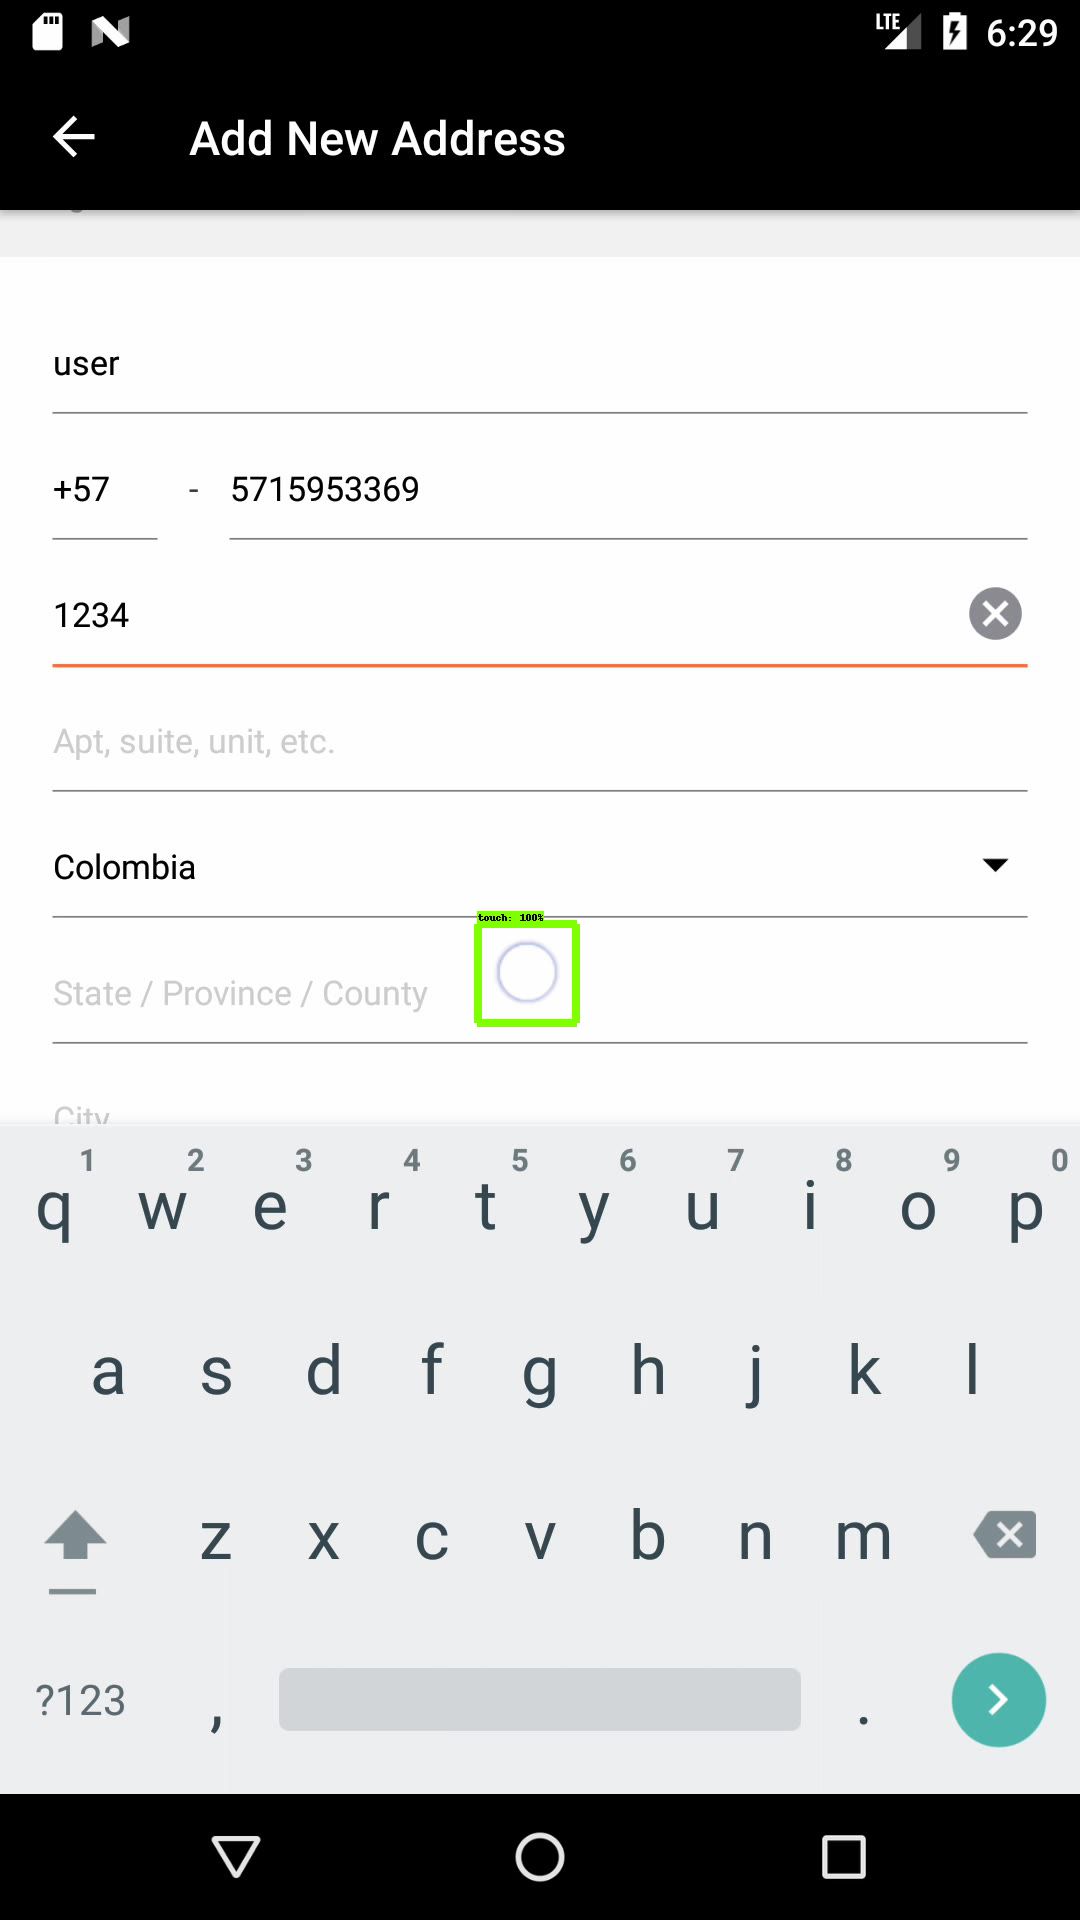 LTE 6:29
Add New Address
user
+57 - 5715953369
1234
Apt, suite, unit, etc.
Colombia
touch: 100%
State / Province / County
City
1 2 3 4 5 6 7 8 9 0
q w e r t y u i o p
a s d f g h j k l
z x c v b n m
?123 , .